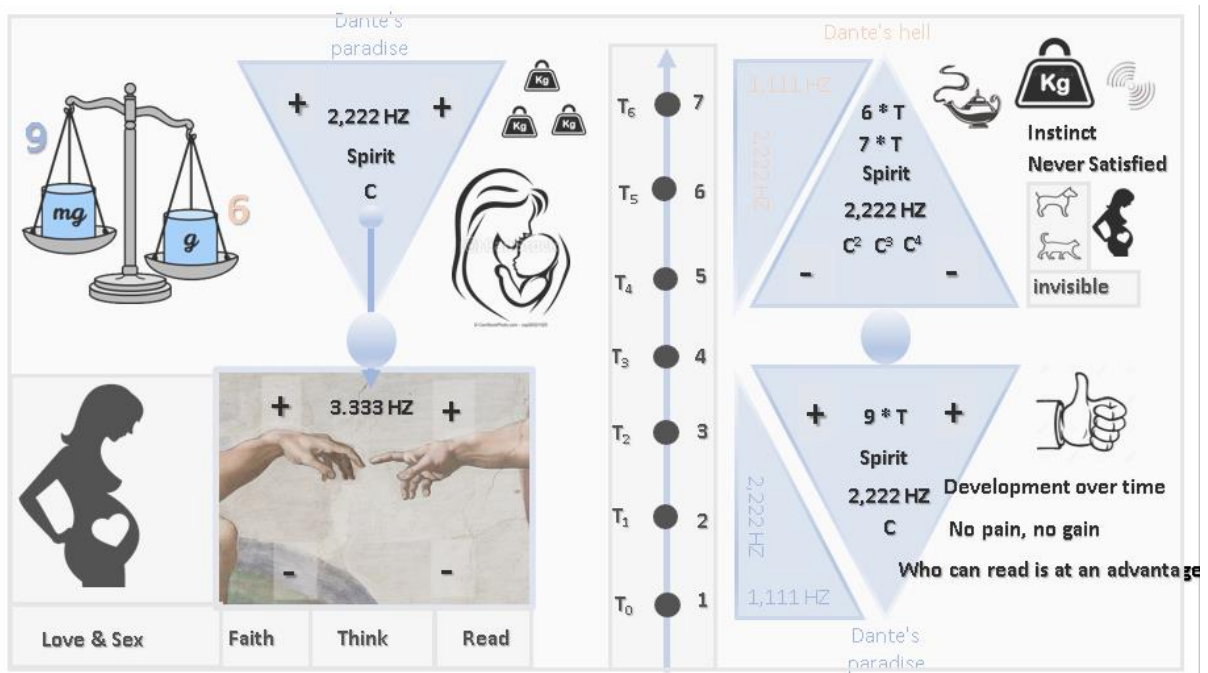 Dante's
paradise
+ 2,222 HZ +
Spirit
C
9
6
mg
g
Kg
Kg
Kg
© CanStockPhoto.com
+ 3.333 HZ +
- -
Love & Sex
Faith
Think
Read
T₆ 7
T₅ 6
T₄ 5
T₃ 4
T₂ 3
T₁ 2
T₀ 1
Dante's hell
1,111 HZ
2,222 HZ
6 * T
7 * T
Spirit
2,222 HZ
C² C³ C⁴
- -
Kg
Instinct
Never Satisfied
invisible
2,222 HZ
1,111 HZ
+ 9 * T +
Spirit
2,222 HZ
C
Development over time
No pain, no gain
Who can read is at an advantage
Dante's
paradise